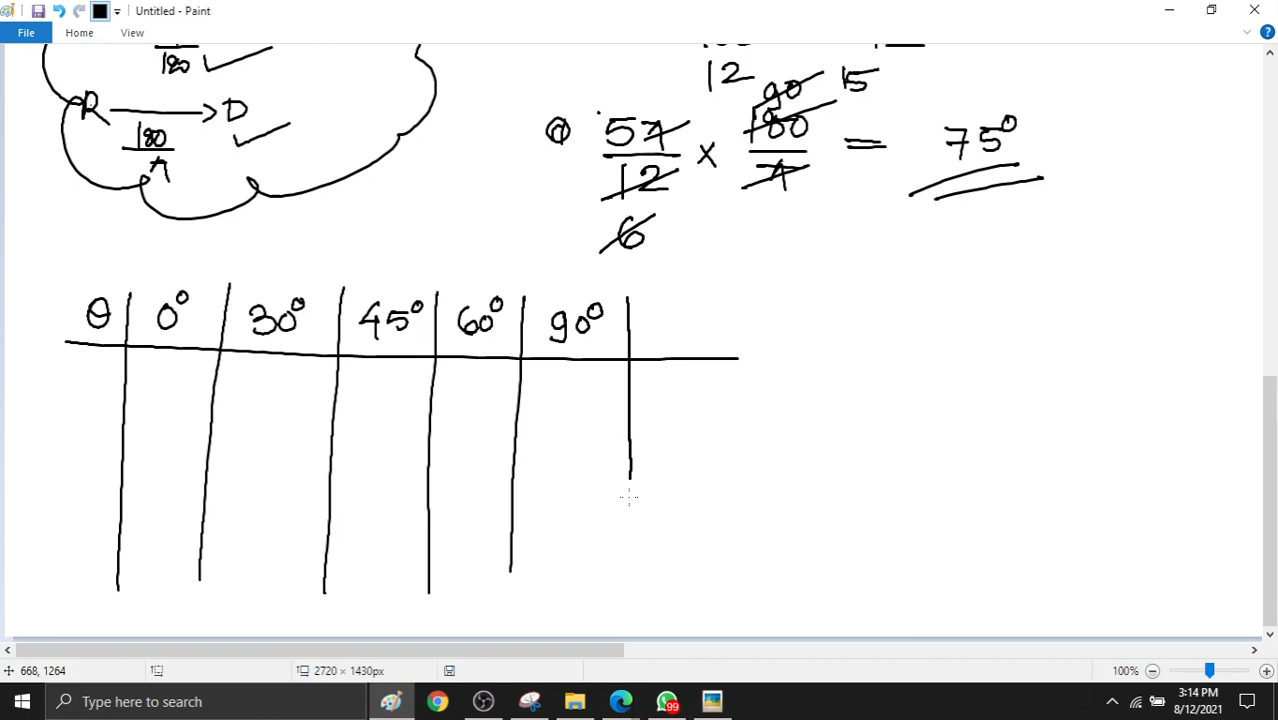 Untitled - Paint
File Home View
180
R → D
180
π
12 90 15
ⓒ 5π/12 × 180/π = 75°
6
θ 0° 30° 45° 60° 90°
668, 1264 2720 × 1430px 100%
Type here to search
99
3:14 PM
8/12/2021